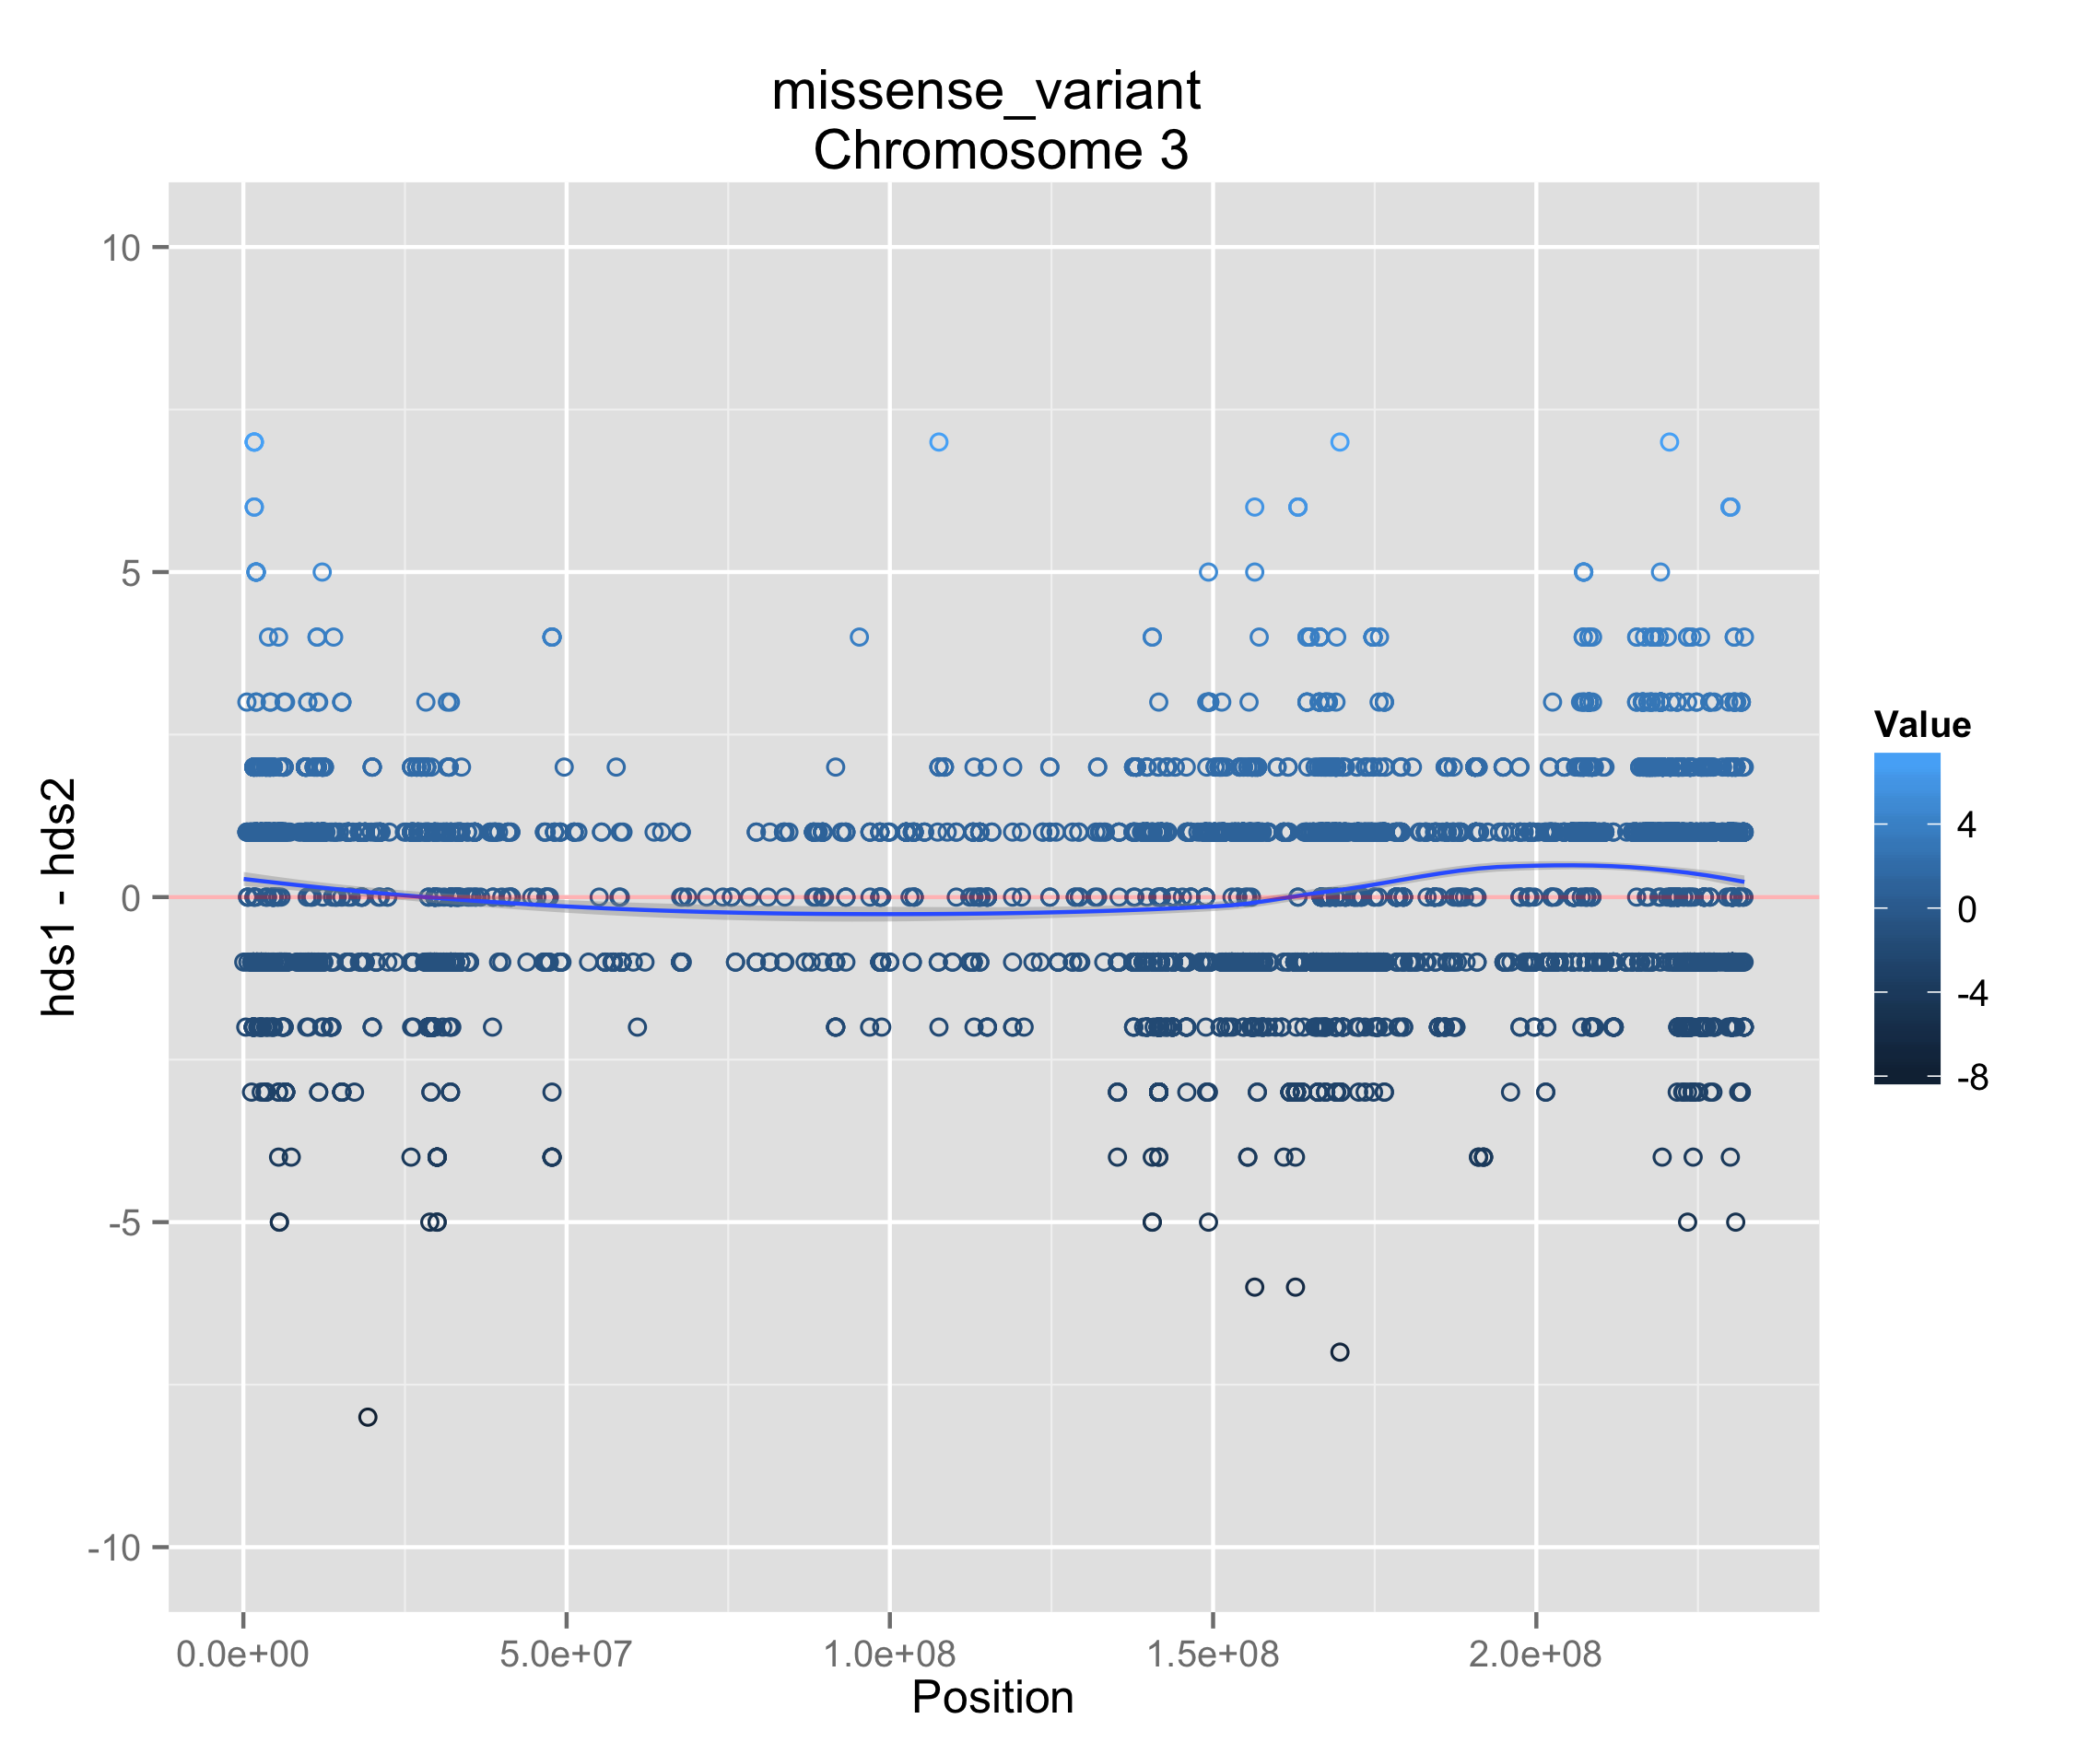 missense_variant
Chromosome 3
10
5
0
-5
-10
hds1 - hds2
0.0e+00
5.0e+07
1.0e+08
1.5e+08
2.0e+08
Position
Value
4
0
-4
-8